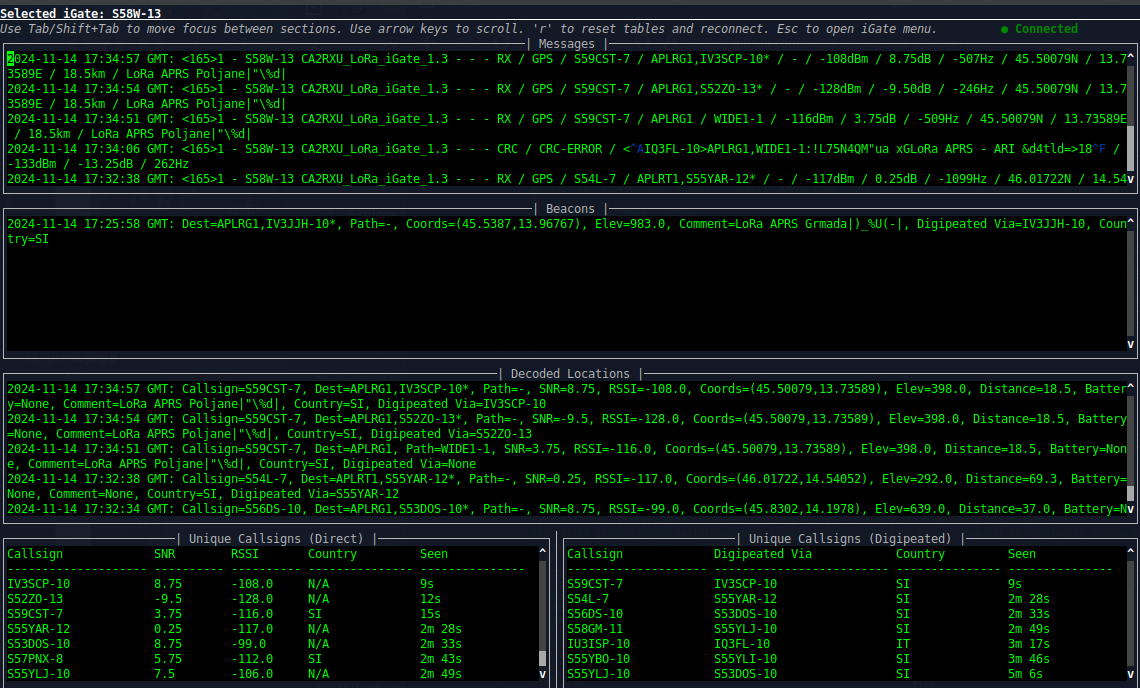 Selected iGate: S58W-13
Use Tab/Shift+Tab to move focus between sections. Use arrow keys to scroll. 'r' to reset tables and reconnect. Esc to open iGate menu. ● Connected
| Messages |
2024-11-14 17:34:57 GMT: <165>1 - S58W-13 CA2RXU_LoRa_iGate_1.3 - - - RX / GPS / S59CST-7 / APLRG1,IV3SCP-10* / - / -108dBm / 8.75dB / -507Hz / 45.50079N / 13.7
3589E / 18.5km / LoRa APRS Poljane|"\%d|
2024-11-14 17:34:54 GMT: <165>1 - S58W-13 CA2RXU_LoRa_iGate_1.3 - - - RX / GPS / S59CST-7 / APLRG1,S52ZO-13* / - / -128dBm / -9.50dB / -246Hz / 45.50079N / 13.7
3589E / 18.5km / LoRa APRS Poljane|"\%d|
2024-11-14 17:34:51 GMT: <165>1 - S58W-13 CA2RXU_LoRa_iGate_1.3 - - - RX / GPS / S59CST-7 / APLRG1 / WIDE1-1 / -116dBm / 3.75dB / -509Hz / 45.50079N / 13.73589E
/ 18.5km / LoRa APRS Poljane|"\%d|
2024-11-14 17:34:06 GMT: <165>1 - S58W-13 CA2RXU_LoRa_iGate_1.3 - - - CRC / CRC-ERROR / <^AIQ3FL-10>APLRG1,WIDE1-1:!L75N4QM"ua xGLoRa APRS - ARI &d4tld=>18^F /
-133dBm / -13.25dB / 262Hz
2024-11-14 17:32:38 GMT: <165>1 - S58W-13 CA2RXU_LoRa_iGate_1.3 - - - RX / GPS / S54L-7 / APLRT1,S55YAR-12* / - / -117dBm / 0.25dB / -1099Hz / 46.01722N / 14.54
| Beacons |
2024-11-14 17:25:58 GMT: Dest=APLRG1,IV3JJH-10*, Path=-, Coords=(45.5387,13.96767), Elev=983.0, Comment=LoRa APRS Grmada|)_%U(-|, Digipeated Via=IV3JJH-10, Coun
try=SI
| Decoded Locations |
2024-11-14 17:34:57 GMT: Callsign=S59CST-7, Dest=APLRG1,IV3SCP-10*, Path=-, SNR=8.75, RSSI=-108.0, Coords=(45.50079,13.73589), Elev=398.0, Distance=18.5, Batter
y=None, Comment=LoRa APRS Poljane|"\%d|, Country=SI, Digipeated Via=IV3SCP-10
2024-11-14 17:34:54 GMT: Callsign=S59CST-7, Dest=APLRG1,S52ZO-13*, Path=-, SNR=-9.5, RSSI=-128.0, Coords=(45.50079,13.73589), Elev=398.0, Distance=18.5, Battery
=None, Comment=LoRa APRS Poljane|"\%d|, Country=SI, Digipeated Via=S52ZO-13
2024-11-14 17:34:51 GMT: Callsign=S59CST-7, Dest=APLRG1, Path=WIDE1-1, SNR=3.75, RSSI=-116.0, Coords=(45.50079,13.73589), Elev=398.0, Distance=18.5, Battery=Non
e, Comment=LoRa APRS Poljane|"\%d|, Country=SI, Digipeated Via=None
2024-11-14 17:32:38 GMT: Callsign=S54L-7, Dest=APLRT1,S55YAR-12*, Path=-, SNR=0.25, RSSI=-117.0, Coords=(46.01722,14.54052), Elev=292.0, Distance=69.3, Battery=
None, Comment=None, Country=SI, Digipeated Via=S55YAR-12
2024-11-14 17:32:34 GMT: Callsign=S56DS-10, Dest=APLRG1,S53DOS-10*, Path=-, SNR=8.75, RSSI=-99.0, Coords=(45.8302,14.1978), Elev=639.0, Distance=37.0, Battery=N
| Unique Callsigns (Direct) |
Callsign SNR RSSI Country Seen
IV3SCP-10 8.75 -108.0 N/A 9s
S52ZO-13 -9.5 -128.0 N/A 12s
S59CST-7 3.75 -116.0 SI 15s
S55YAR-12 0.25 -117.0 N/A 2m 28s
S53DOS-10 8.75 -99.0 N/A 2m 33s
S57PNX-8 5.75 -112.0 SI 2m 43s
S55YLJ-10 7.5 -106.0 N/A 2m 49s
| Unique Callsigns (Digipeated) |
Callsign Digipeated Via Country Seen
S59CST-7 IV3SCP-10 SI 9s
S54L-7 S55YAR-12 SI 2m 28s
S56DS-10 S53DOS-10 SI 2m 33s
S58GM-11 S55YLJ-10 SI 2m 49s
IU3ISP-10 IQ3FL-10 IT 3m 17s
S55YBO-10 S55YLI-10 SI 3m 46s
S55YLJ-10 S53DOS-10 SI 5m 6s